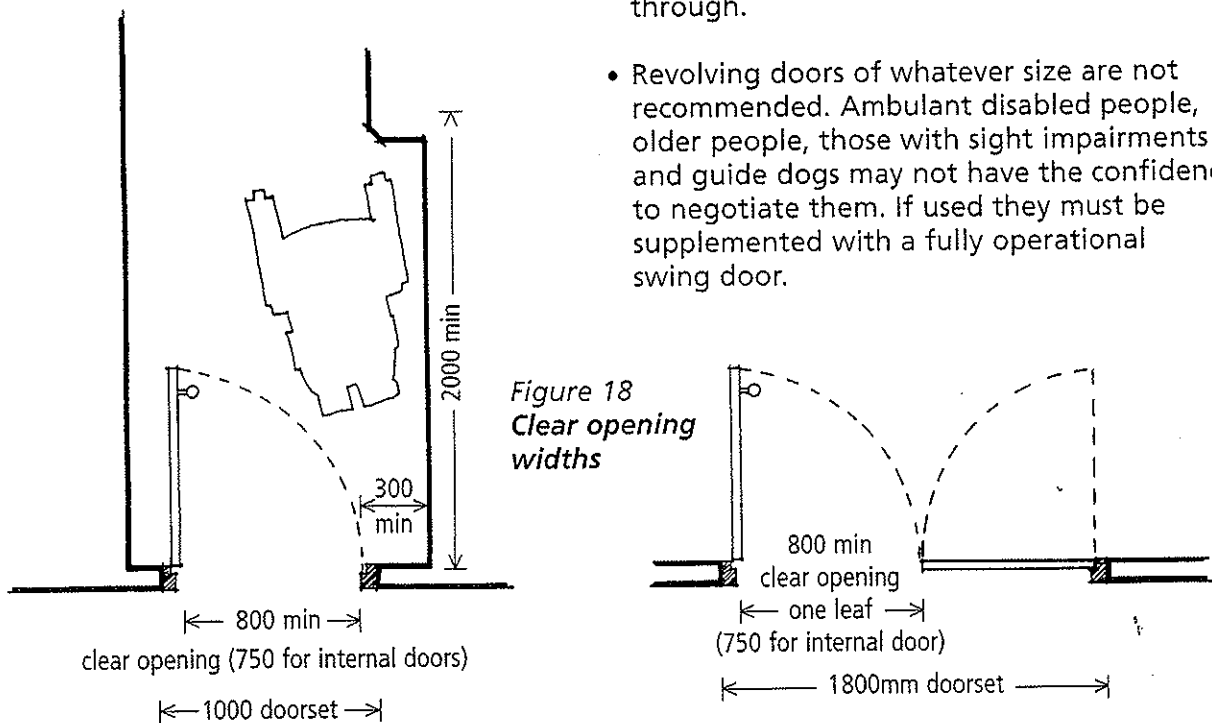 through.
• Revolving doors of whatever size are not
recommended. Ambulant disabled people,
older people, those with sight impairments
and guide dogs may not have the
to negotiate them. If used they must be
supplemented with a fully operational
swing door.
2000 min
300
min
800 min
clear opening (750 for internal doors)
1000 doorset
Figure 18
Clear opening
widths
800 min
clear opening
one leaf
(750 for internal door)
1800mm doorset